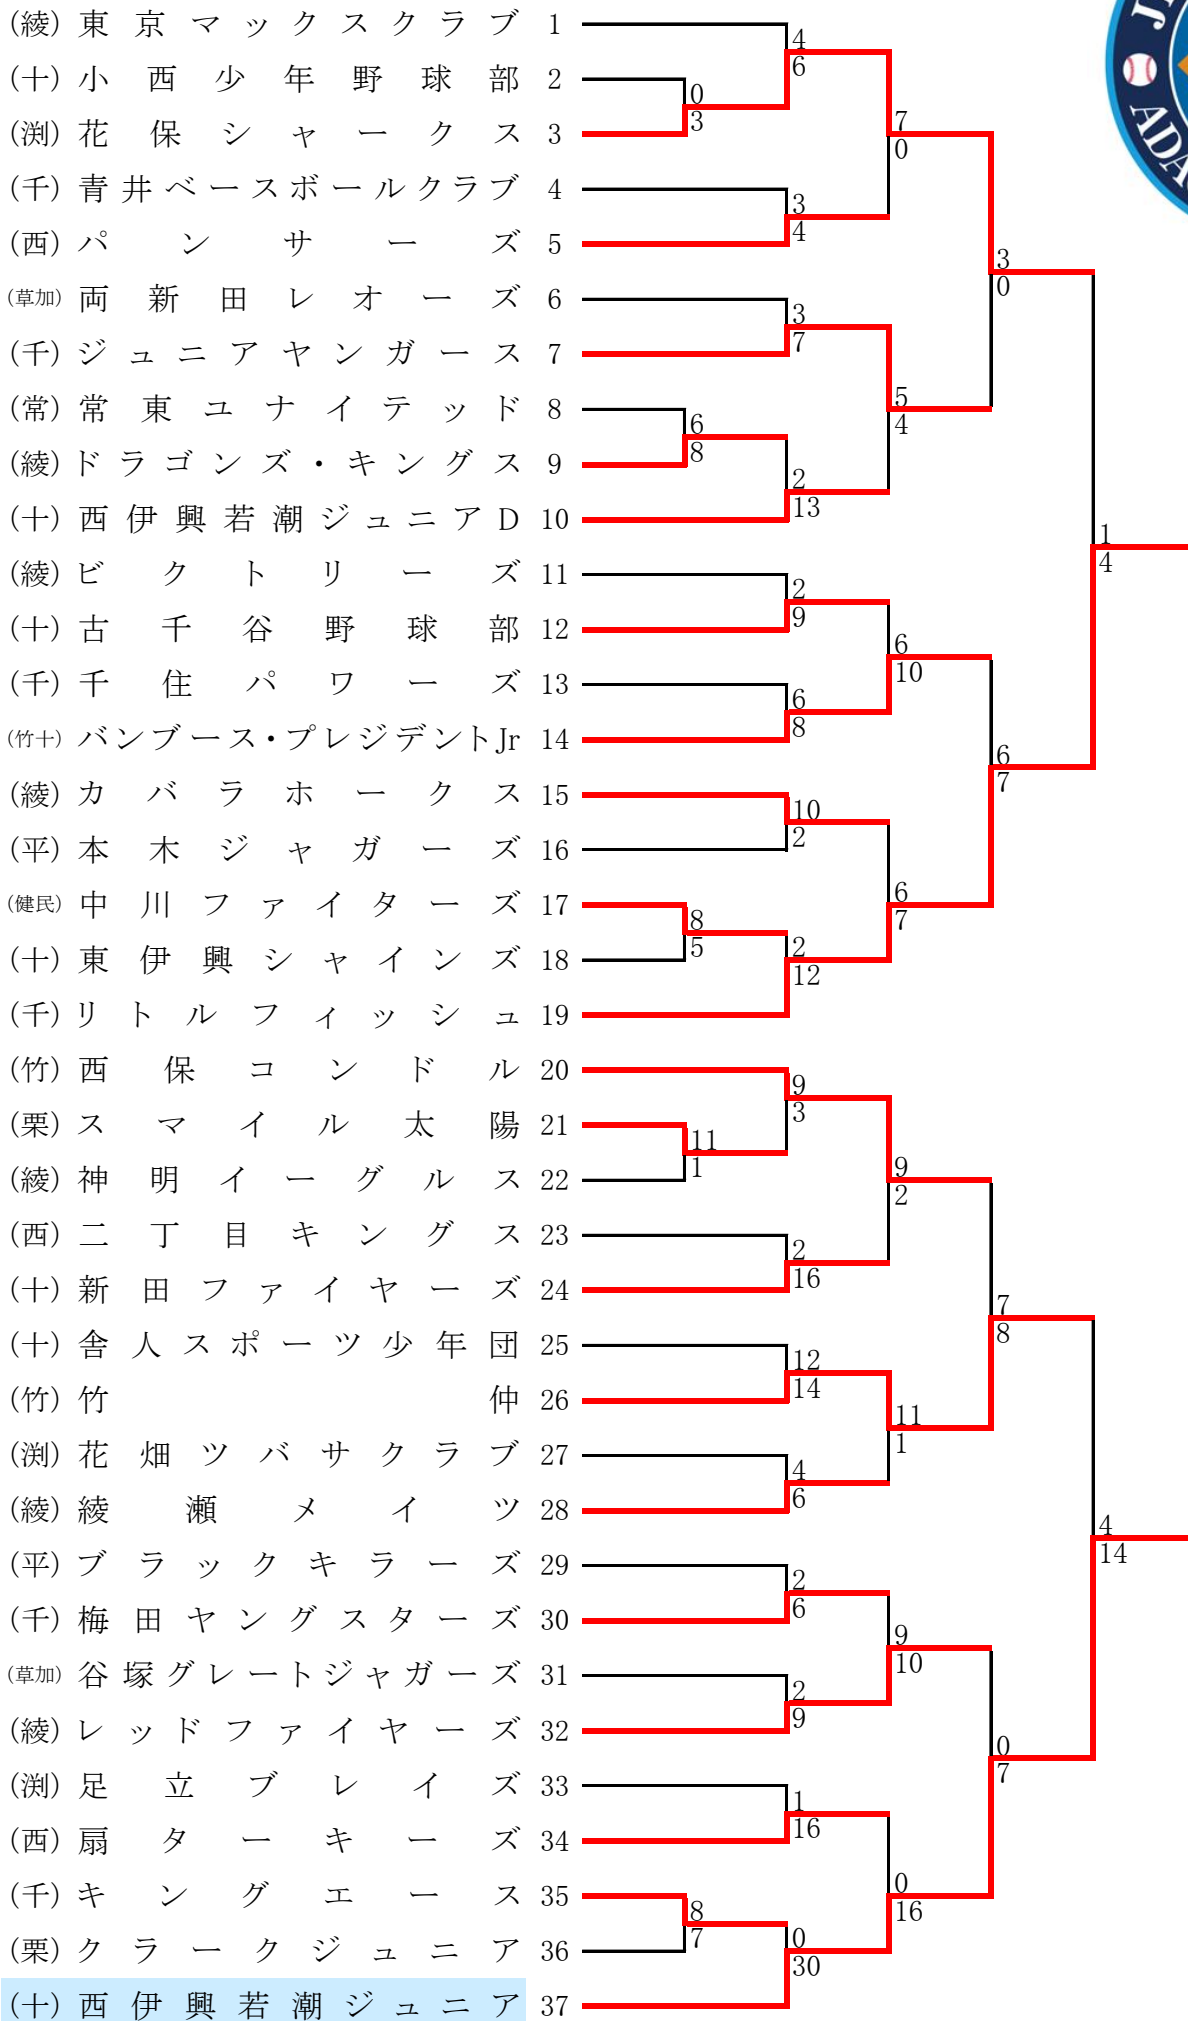 (綾) 東京マックスクラブ 1
(十) 小西少年野球部 2
(渕) 花保シャークス 3
(千) 青井ベースボールクラブ 4
(西) パンサーズ 5
(草加) 両新田レオーズ 6
(千) ジュニアヤンガース 7
(常) 常東ユナイテッド 8
(綾) ドラゴンズ・キングス 9
(十) 西伊興若潮ジュニアD 10
(綾) ビクトリーズ 11
(十) 古千谷野球部 12
(千) 千住パワーズ 13
(竹十) バンブース・プレジデントJr 14
(綾) カバラホークス 15
(平) 本木ジャガーズ 16
(健民) 中川ファイターズ 17
(十) 東伊興シャインズ 18
(千) リトルフィッシュ 19
(竹) 西保コンドル 20
(栗) スマイル太陽 21
(綾) 神明イーグルス 22
(西) 二丁目キングス 23
(十) 新田ファイヤーズ 24
(十) 舎人スポーツ少年団 25
(竹) 竹仲 26
(渕) 花畑ツバサクラブ 27
(綾) 綾瀬メイツ 28
(平) ブラックキラーズ 29
(千) 梅田ヤングスターズ 30
(草加) 谷塚グレートジャガーズ 31
(綾) レッドファイヤーズ 32
(渕) 足立ブレイズ 33
(西) 扇ターキーズ 34
(千) キングエース 35
(栗) クラークジュニア 36
(十) 西伊興若潮ジュニア 37
0
3
6
8
8
5
11
1
8
7
4
6
3
4
3
7
2
13
2
9
6
8
10
2
2
12
9
3
2
16
12
14
4
6
2
6
2
9
1
16
0
30
7
0
5
4
6
10
6
7
9
2
11
1
9
10
0
16
3
0
6
7
7
8
0
7
1
4
4
14